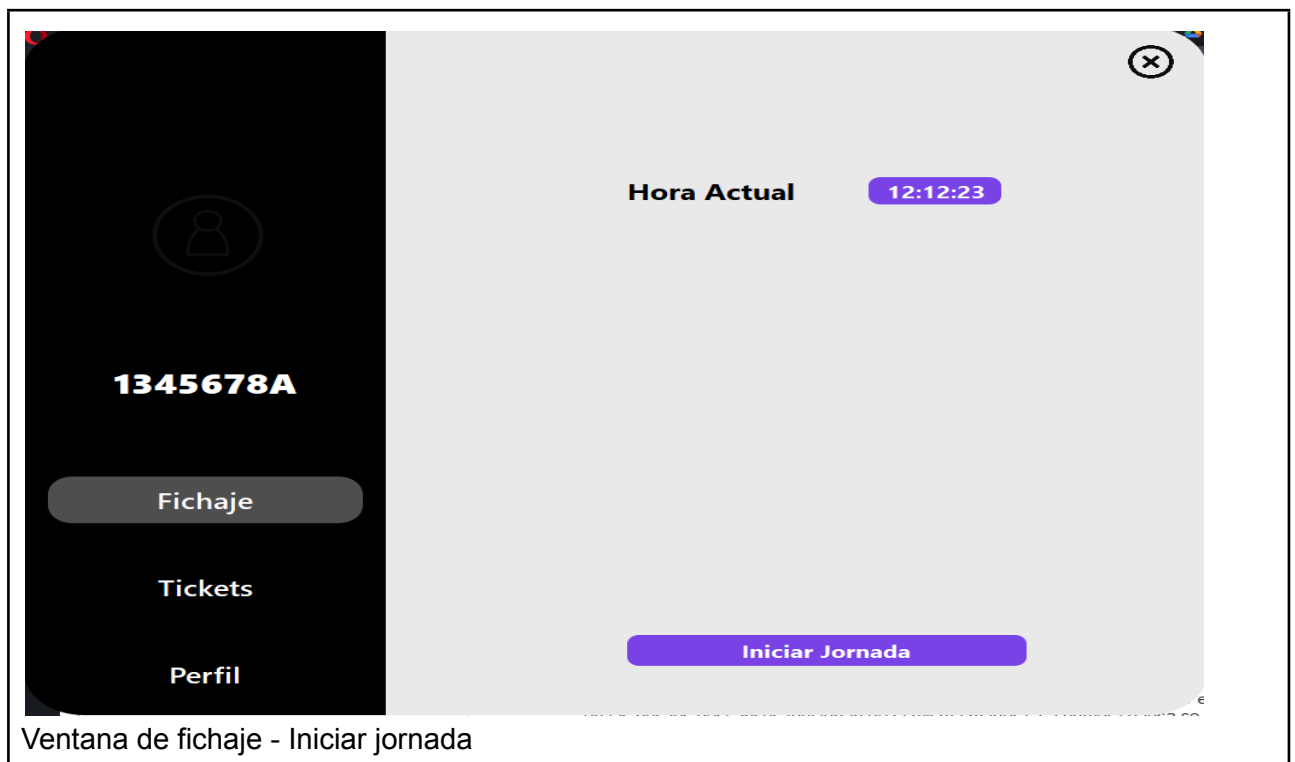 Hora Actual 12:12:23
1345678A
Fichaje
Tickets
Iniciar Jornada
Perfil
Ventana de fichaje - Iniciar jornada